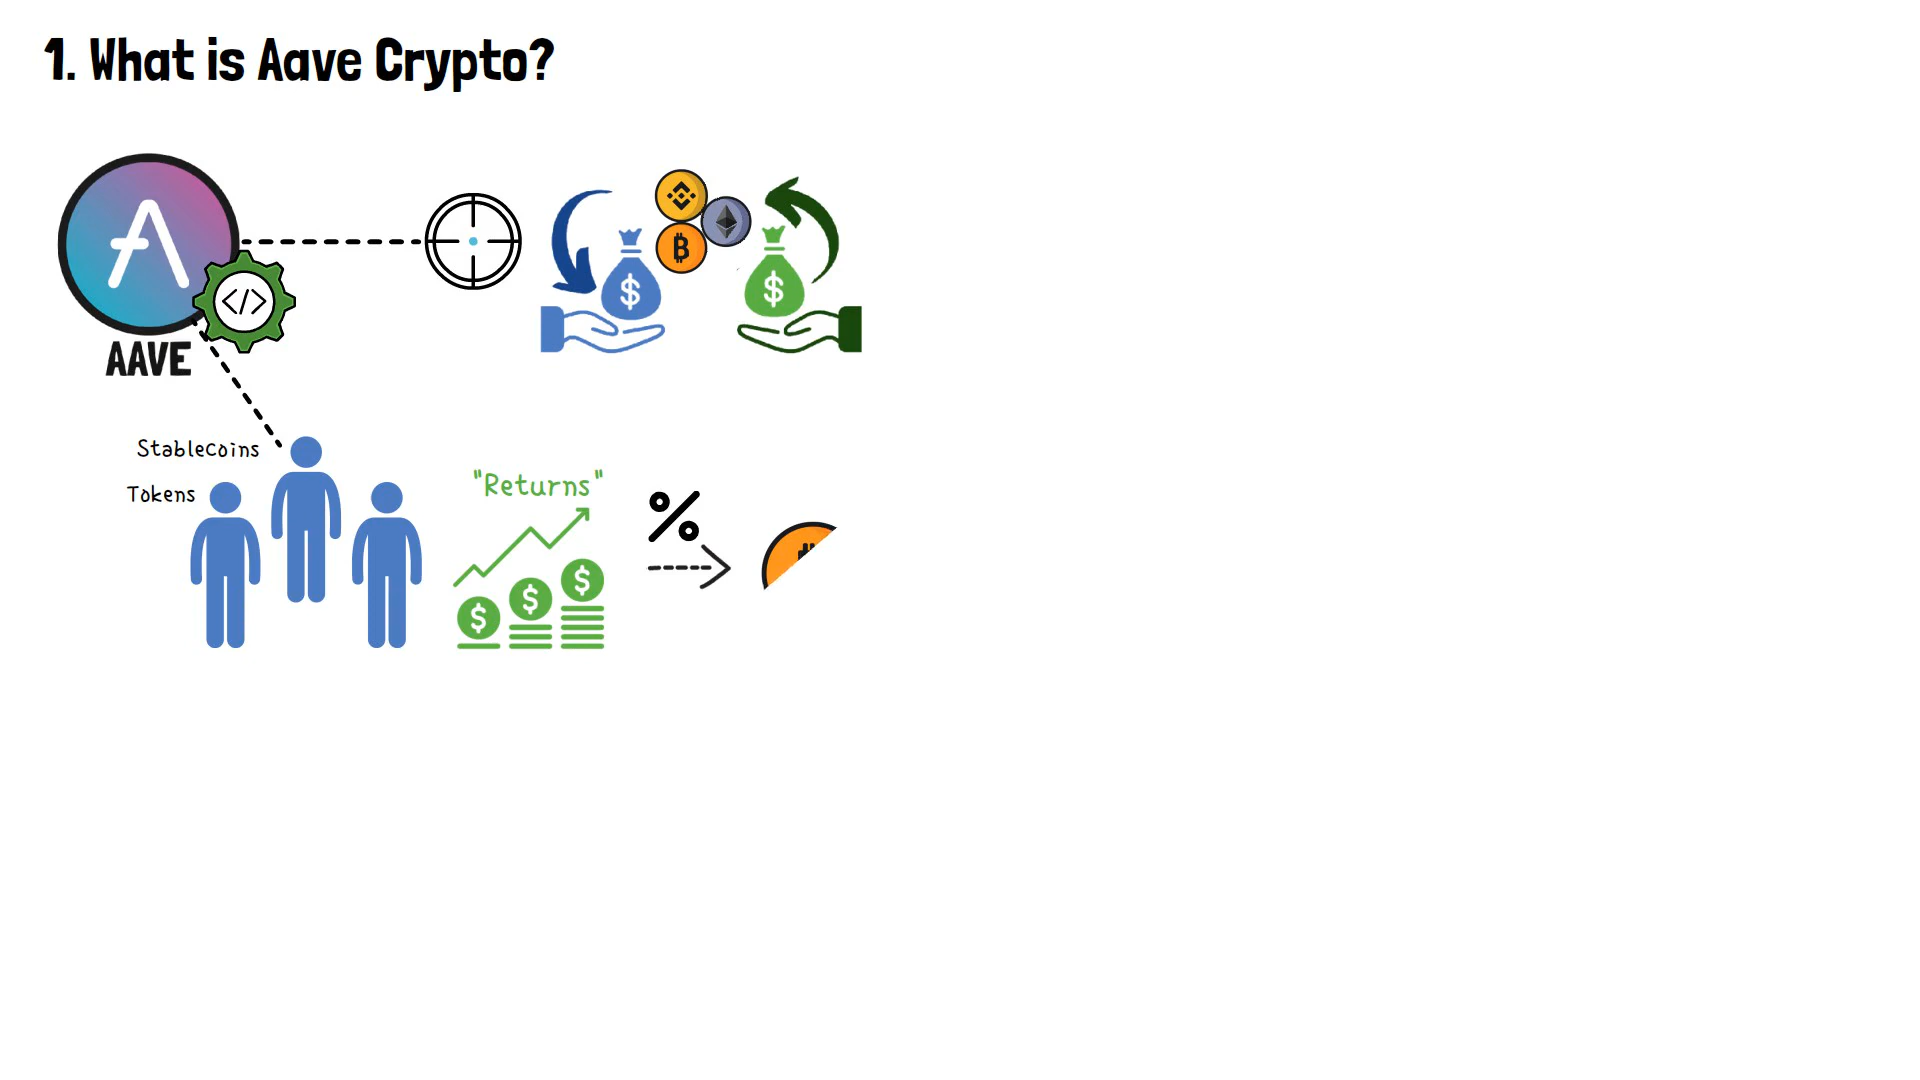 1. What is Aave Crypto?
</>
AAVE
Stablecoins
Tokens
"Returns"
%
$
$
$
$
$